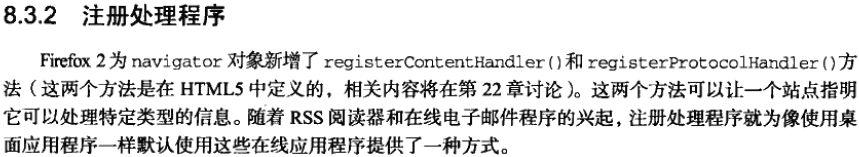 8.3.2 注册处理程序
Firefox 2为 navigator 对象新增了 registerContentHandler()和 registerProtocolHandler()方
法（这两个方法是在 HTML5 中定义的，相关内容将在第 22 章讨论）。这两个方法可以让一个站点指明
它可以处理特定类型的信息。随着 RSS 阅读器和在线电子邮件程序的兴起，注册处理程序就为像使用桌
面应用程序一样默认使用这些在线应用程序提供了一种方式。